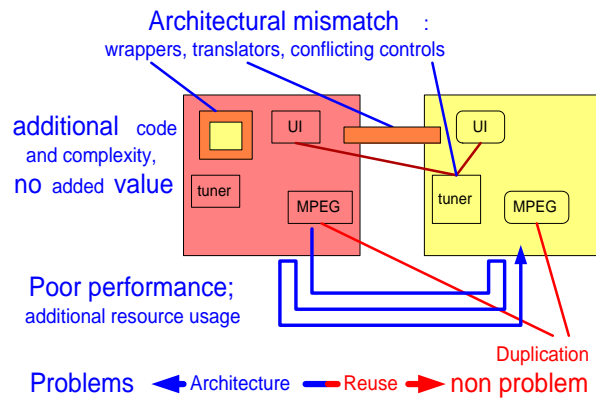 Architectural mismatch :
wrappers, translators, conflicting controls
additional code
and complexity,
no added value
UI
UI
tuner
tuner
MPEG
MPEG
Poor performance;
additional resource usage
Duplication
Problems Architecture Reuse non problem